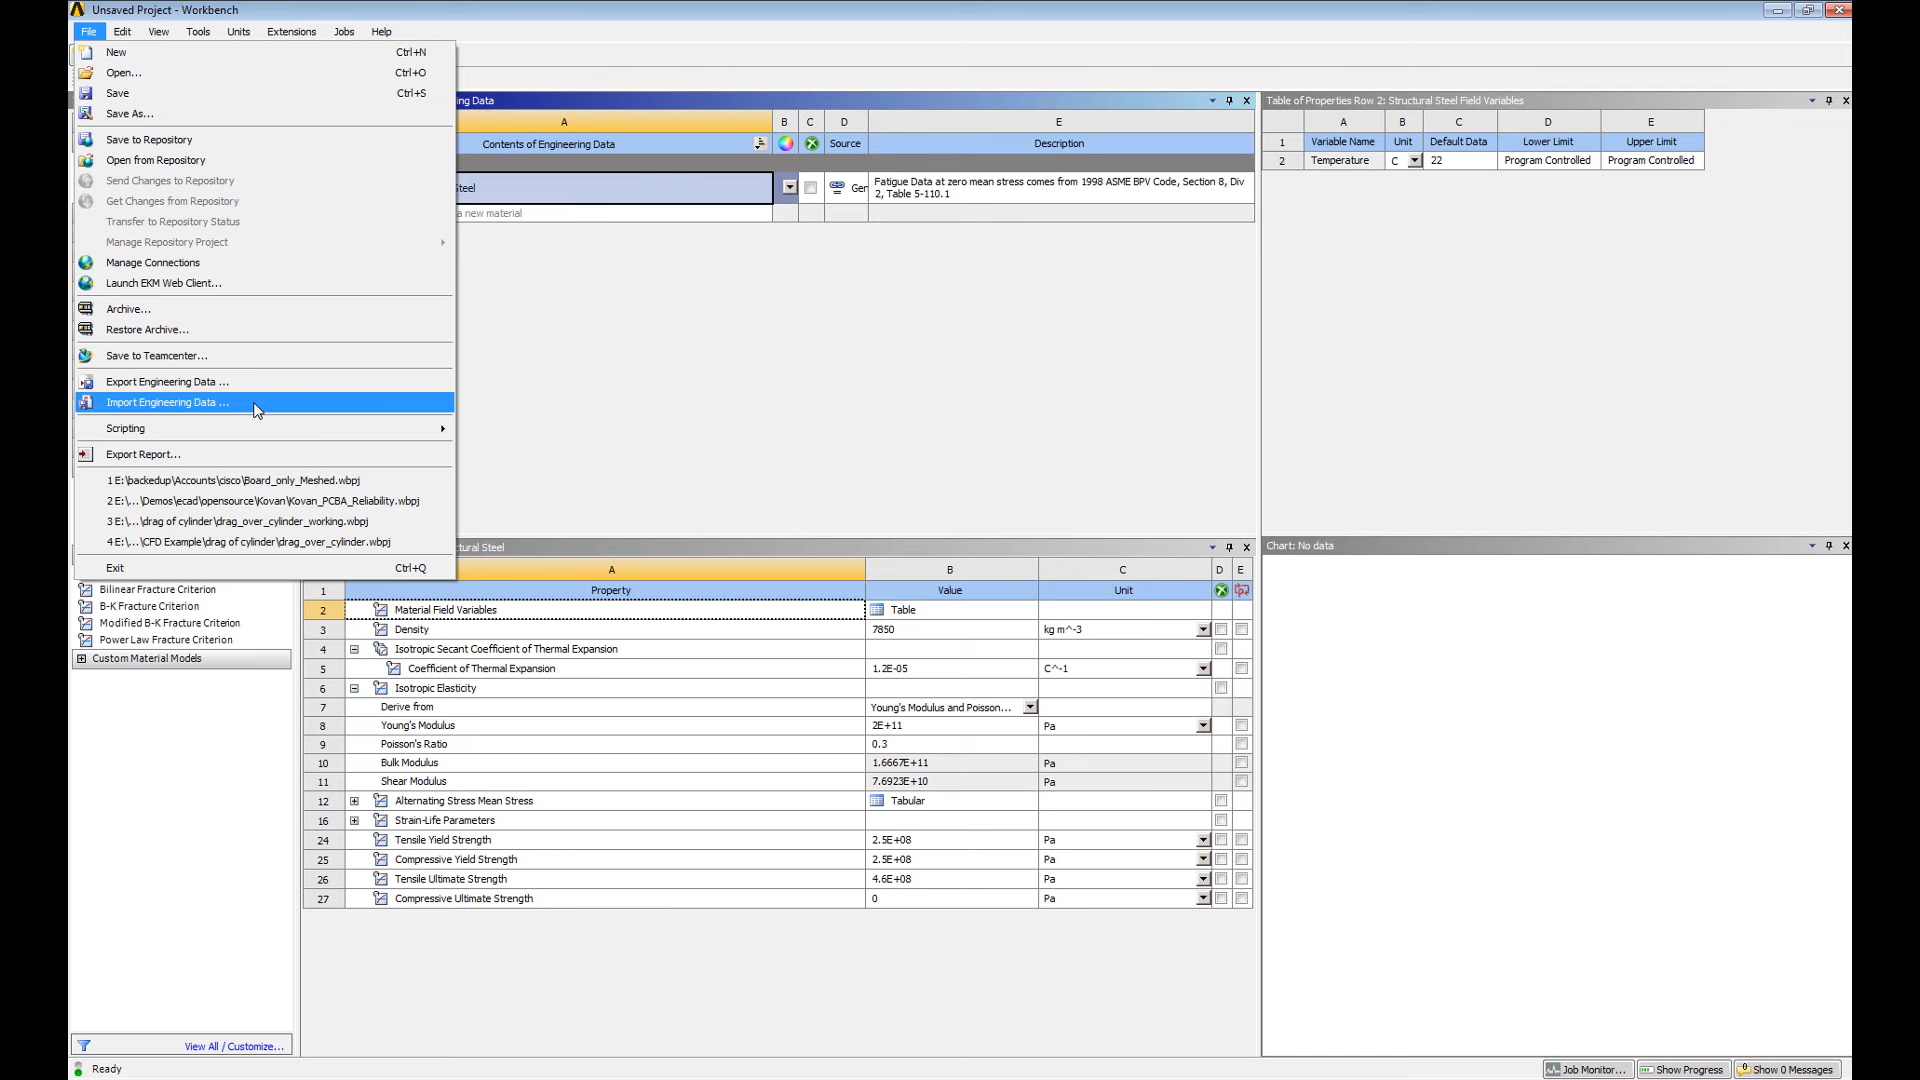 Unsaved Project - Workbench
File Edit View Tools Units Extensions Jobs Help
New Ctrl+N
Open... Ctrl+O
Save Ctrl+S
Save As...
Save to Repository
Open from Repository
Send Changes to Repository
Get Changes from Repository
Transfer to Repository Status
Manage Repository Project
Manage Connections
Launch EKM Web Client...
Archive...
Restore Archive...
Save to Teamcenter...
Export Engineering Data ...
Import Engineering Data ...
Scripting
Export Report...
1 E:\backedup\Accounts\cisco\Board_only_Meshed.wbpj
2 E:\...\Demos\ecad\opensource\Kovan\Kovan_PCBA_Reliability.wbpj
3 E:\...\drag of cylinder\drag_over_cylinder_working.wbpj
4 E:\...\CFD Example\drag of cylinder\drag_over_cylinder.wbpj
Exit Ctrl+Q
Bilinear Fracture Criterion
B-K Fracture Criterion
Modified B-K Fracture Criterion
Power Law Fracture Criterion
Custom Material Models
View All / Customize...
ng Data
A B C D E
Contents of Engineering Data Source Description
Steel Gen Fatigue Data at zero mean stress comes from 1998 ASME BPV Code, Section 8, Div
2, Table 5-110.1
a new material
Table of Properties Row 2: Structural Steel Field Variables
A B C D E
1 Variable Name Unit Default Data Lower Limit Upper Limit
2 Temperature C 22 Program Controlled Program Controlled
tural Steel
A B C D E
1 Property Value Unit
2 Material Field Variables Table
3 Density 7850 kg m^-3
4 Isotropic Secant Coefficient of Thermal Expansion
5 Coefficient of Thermal Expansion 1.2E-05 C^-1
6 Isotropic Elasticity
7 Derive from Young's Modulus and Poisson...
8 Young's Modulus 2E+11 Pa
9 Poisson's Ratio 0.3
10 Bulk Modulus 1.6667E+11 Pa
11 Shear Modulus 7.6923E+10 Pa
12 Alternating Stress Mean Stress Tabular
16 Strain-Life Parameters
24 Tensile Yield Strength 2.5E+08 Pa
25 Compressive Yield Strength 2.5E+08 Pa
26 Tensile Ultimate Strength 4.6E+08 Pa
27 Compressive Ultimate Strength 0 Pa
Chart: No data
Ready
Job Monitor... Show Progress Show 0 Messages